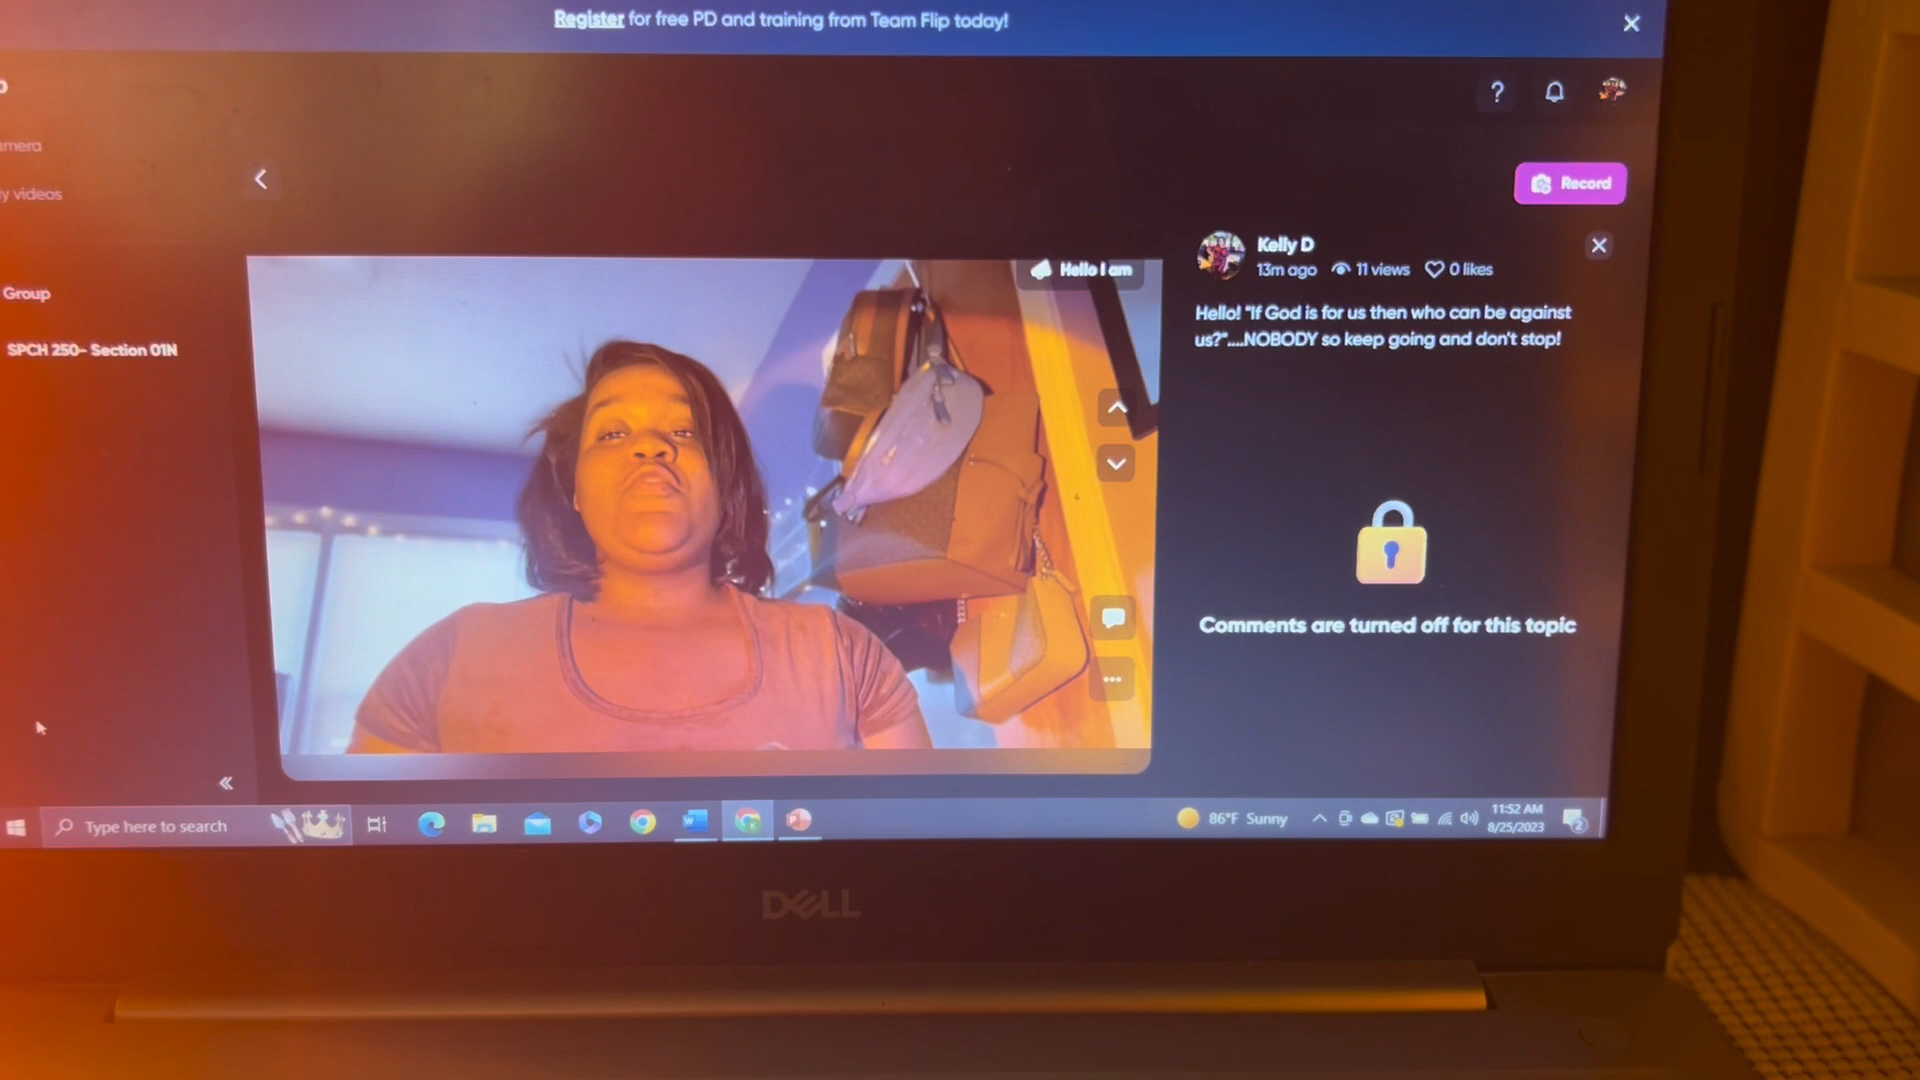 Register for free PD and training from Team Flip today!
amera
y videos
Record
Kelly D
13m ago 11 views 0 likes
Hello I am
Group
Hello! "If God is for us then who can be against
us?"....NOBODY so keep going and don't stop!
SPCH 250- Section 01N
Comments are turned off for this topic
Type here to search
86°F Sunny
11:52 AM
8/25/2023
2
DELL